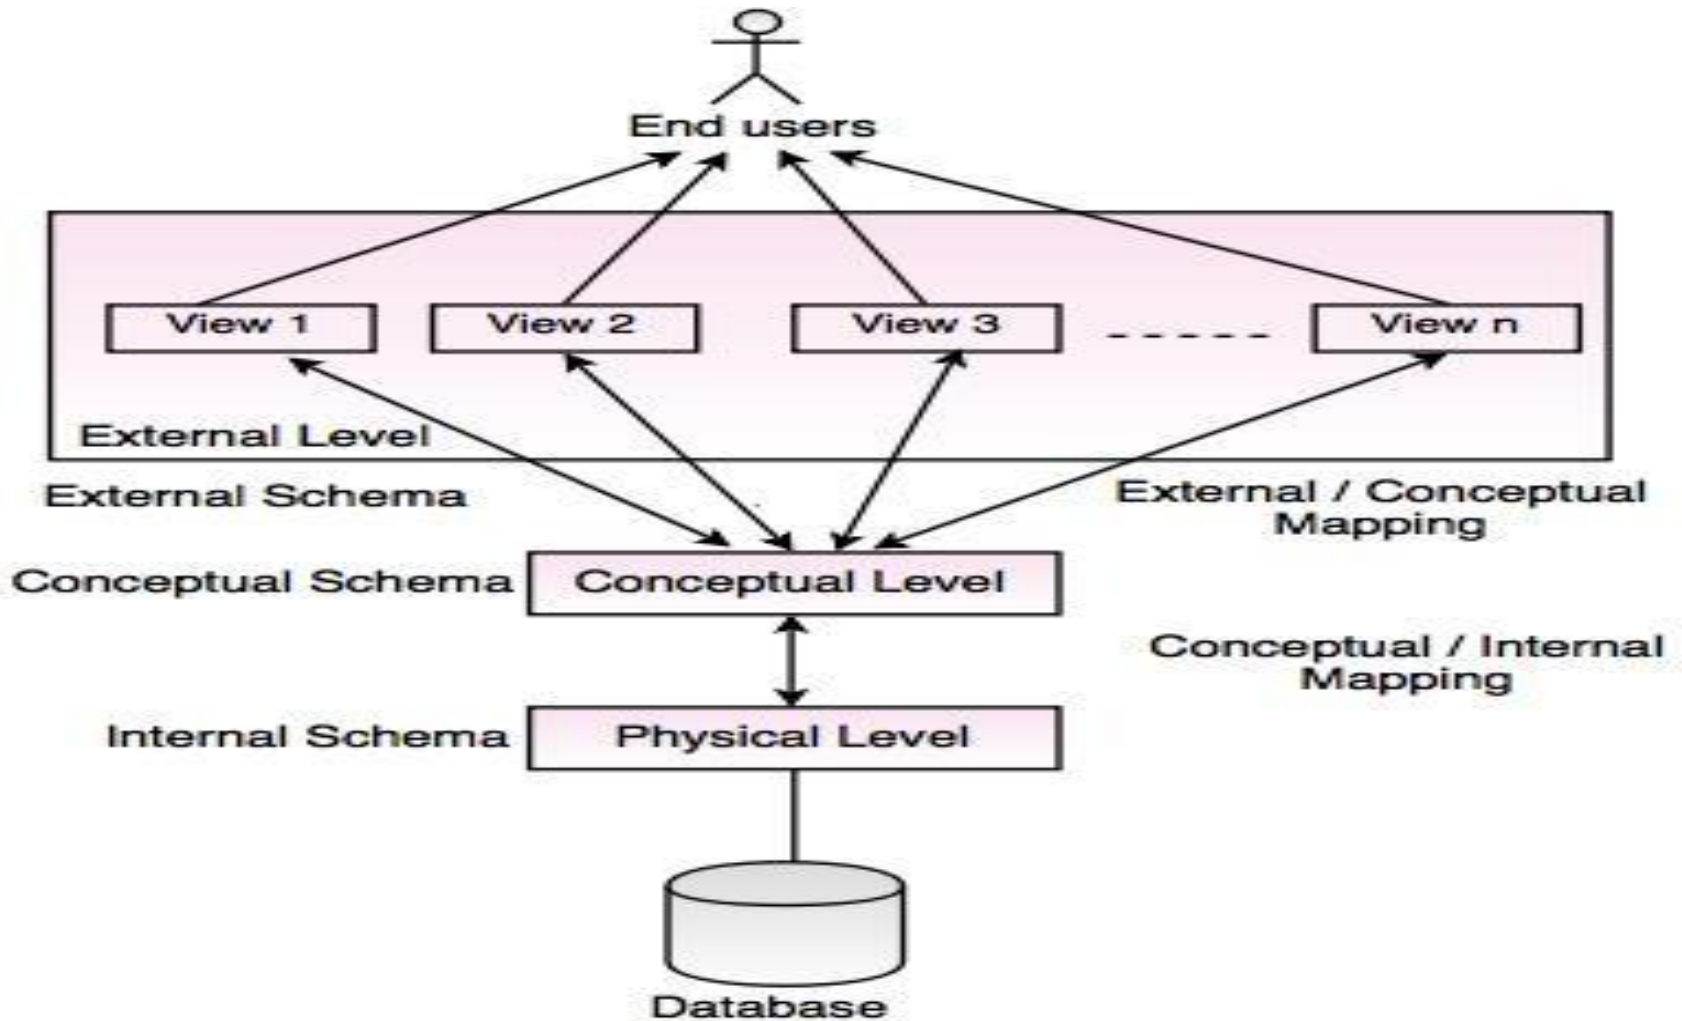 End users
View 1
View 2
View 3
View n
External Level
External Schema
External / Conceptual
Mapping
Conceptual Schema
Conceptual Level
Conceptual / Internal
Mapping
Internal Schema
Physical Level
Database